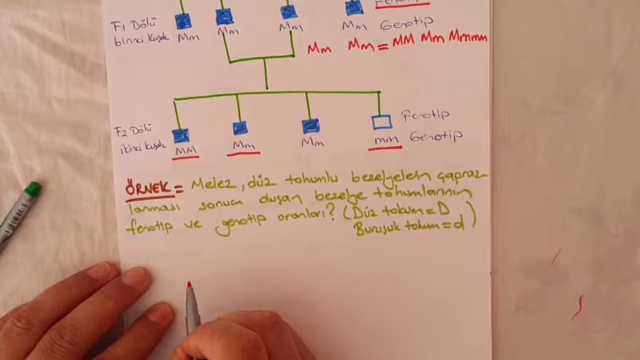 F1 Dölü
birinci kuşak Mm Mm Mm Mm Genotip
Mm Mm = MM Mm Mm mm
F2 Dölü Fenotip
ikinci kuşak MM Mm Mm mm Genotip
ÖRNEK = Melez, düz tohumlu bezelyelerin çapraz
lanması sonucu oluşan bezelye tohumlarının
fenotip ve genotip oranları? (Düz tohum = D
Buruşuk tohum = d)